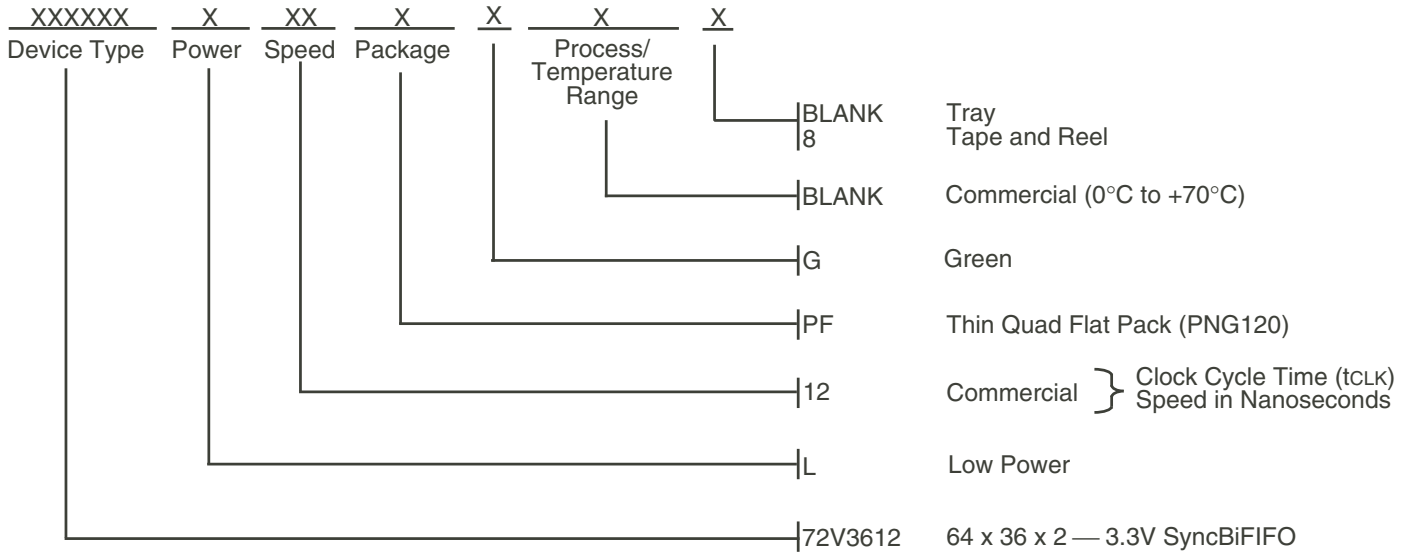 XXXXXX X XX X X X X
Device Type Power Speed Package Process/
Temperature
Range
BLANK Tray
8 Tape and Reel
BLANK Commercial (0°C to +70°C)
G Green
PF Thin Quad Flat Pack (PNG120)
12 Commercial } Clock Cycle Time (tCLK)
Speed in Nanoseconds
L Low Power
72V3612 64 x 36 x 2 — 3.3V SyncBiFIFO